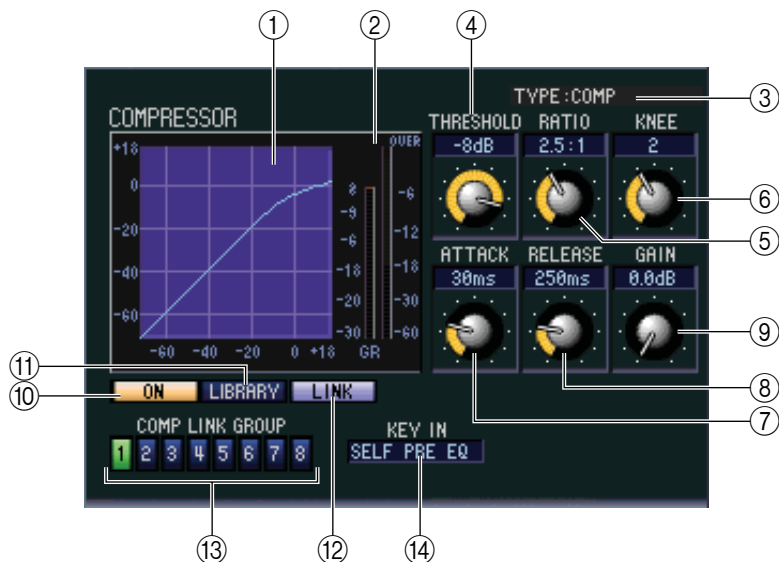 ① ② ④
TYPE:COMP ③
COMPRESSOR
THRESHOLD RATIO KNEE
-8dB 2.5:1 2
+18
0
-20
-40
-60
-60 -40 -20 0 +18
OVER
-6
-12
-18
-30
-60
-9
-6
-18
-20
-30
GR
⑥
⑤
ATTACK RELEASE GAIN
30ms 250ms 0.0dB
⑨
⑧
⑦
⑪
⑩
ON LIBRARY LINK
COMP LINK GROUP
1 2 3 4 5 6 7 8
KEY IN
SELF PRE EQ
⑬ ⑫ ⑭